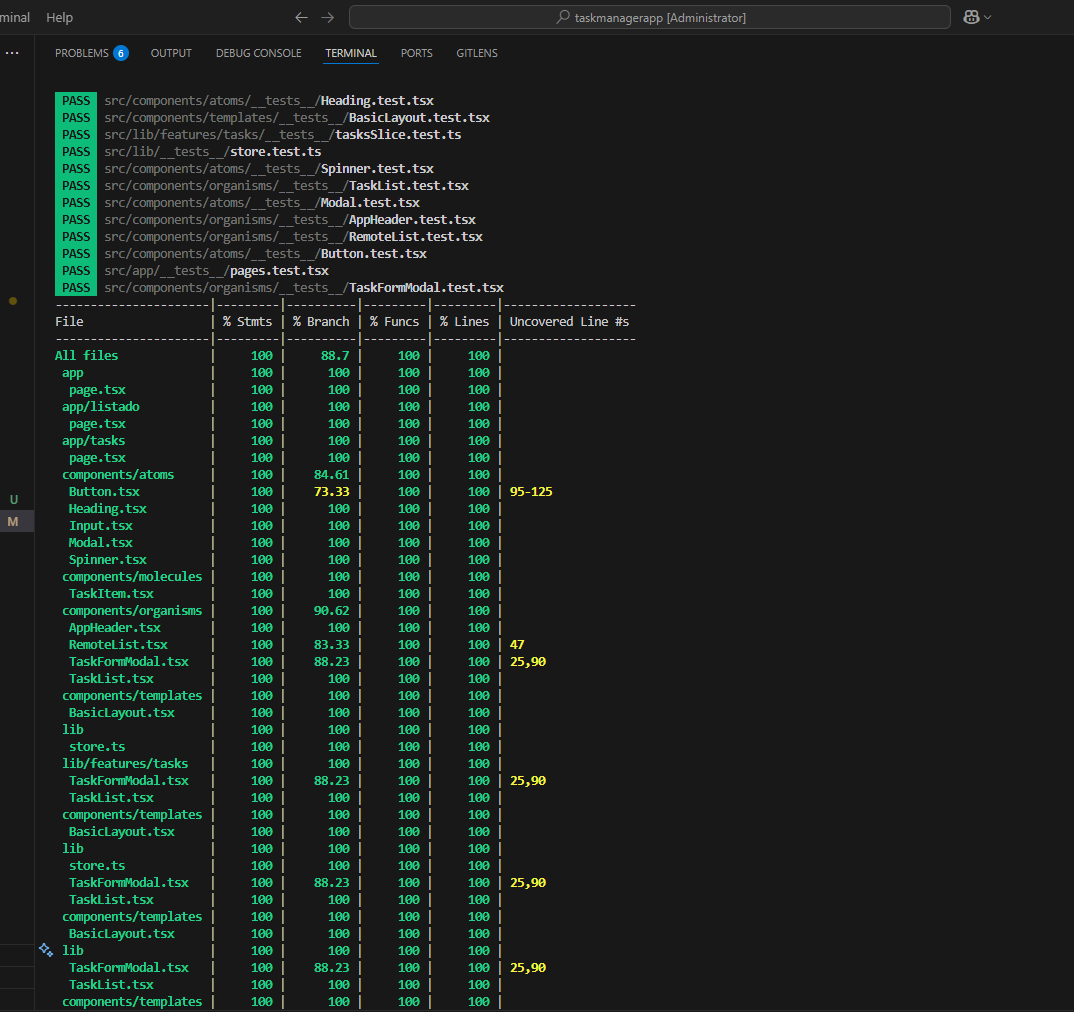 minal Help
taskmanagerapp [Administrator]
PROBLEMS 6 OUTPUT DEBUG CONSOLE TERMINAL PORTS GITLENS
PASS src/components/atoms/__tests__/Heading.test.tsx
PASS src/components/templates/__tests__/BasicLayout.test.tsx
PASS src/lib/features/tasks/__tests__/tasksSlice.test.ts
PASS src/lib/__tests__/store.test.ts
PASS src/components/atoms/__tests__/Spinner.test.tsx
PASS src/components/organisms/__tests__/TaskList.test.tsx
PASS src/components/atoms/__tests__/Modal.test.tsx
PASS src/components/organisms/__tests__/AppHeader.test.tsx
PASS src/components/organisms/__tests__/RemoteList.test.tsx
PASS src/components/atoms/__tests__/Button.test.tsx
PASS src/app/__tests__/pages.test.tsx
PASS src/components/organisms/__tests__/TaskFormModal.test.tsx
----------------------|---------|----------|---------|---------|-------------------
File | % Stmts | % Branch | % Funcs | % Lines | Uncovered Line #s
----------------------|---------|----------|---------|---------|-------------------
All files | 100 | 88.7 | 100 | 100 |
app | 100 | 100 | 100 | 100 |
page.tsx | 100 | 100 | 100 | 100 |
app/listado | 100 | 100 | 100 | 100 |
page.tsx | 100 | 100 | 100 | 100 |
app/tasks | 100 | 100 | 100 | 100 |
page.tsx | 100 | 100 | 100 | 100 |
components/atoms | 100 | 84.61 | 100 | 100 |
Button.tsx | 100 | 73.33 | 100 | 100 | 95-125
Heading.tsx | 100 | 100 | 100 | 100 |
Input.tsx | 100 | 100 | 100 | 100 |
Modal.tsx | 100 | 100 | 100 | 100 |
Spinner.tsx | 100 | 100 | 100 | 100 |
components/molecules | 100 | 100 | 100 | 100 |
TaskItem.tsx | 100 | 100 | 100 | 100 |
components/organisms | 100 | 90.62 | 100 | 100 |
AppHeader.tsx | 100 | 100 | 100 | 100 |
RemoteList.tsx | 100 | 83.33 | 100 | 100 | 47
TaskFormModal.tsx | 100 | 88.23 | 100 | 100 | 25,90
TaskList.tsx | 100 | 100 | 100 | 100 |
components/templates | 100 | 100 | 100 | 100 |
BasicLayout.tsx | 100 | 100 | 100 | 100 |
lib | 100 | 100 | 100 | 100 |
store.ts | 100 | 100 | 100 | 100 |
lib/features/tasks | 100 | 100 | 100 | 100 |
TaskFormModal.tsx | 100 | 88.23 | 100 | 100 | 25,90
TaskList.tsx | 100 | 100 | 100 | 100 |
components/templates | 100 | 100 | 100 | 100 |
BasicLayout.tsx | 100 | 100 | 100 | 100 |
lib | 100 | 100 | 100 | 100 |
store.ts | 100 | 100 | 100 | 100 |
U
TaskFormModal.tsx | 100 | 88.23 | 100 | 100 | 25,90
M
TaskList.tsx | 100 | 100 | 100 | 100 |
components/templates | 100 | 100 | 100 | 100 |
BasicLayout.tsx | 100 | 100 | 100 | 100 |
lib | 100 | 100 | 100 | 100 |
TaskFormModal.tsx | 100 | 88.23 | 100 | 100 | 25,90
TaskList.tsx | 100 | 100 | 100 | 100 |
components/templates | 100 | 100 | 100 | 100 |